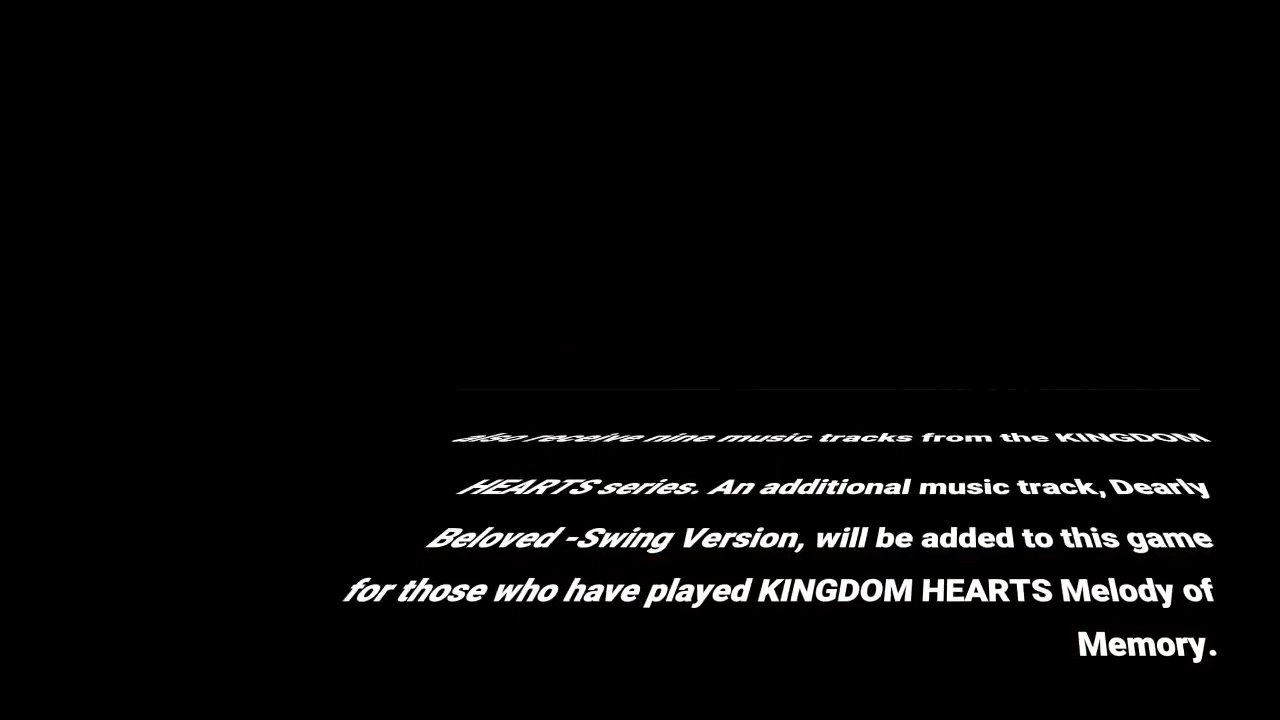 also receive nine music tracks from the KINGDOM
HEARTS series. An additional music track, Dearly
Beloved -Swing Version, will be added to this game
for those who have played KINGDOM HEARTS Melody of
Memory.